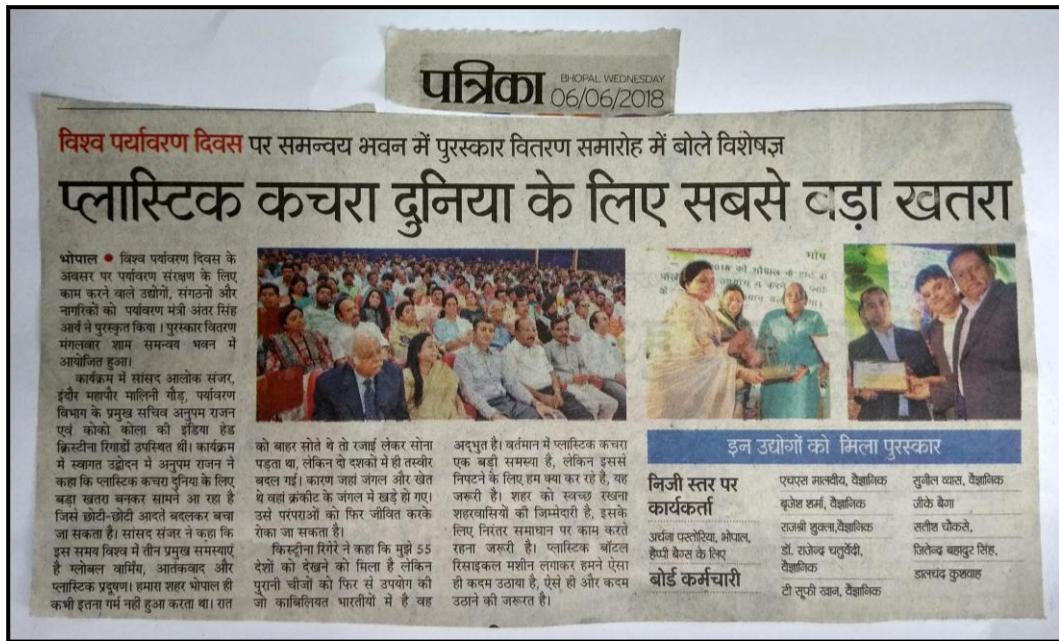 पत्रिका
BHOPAL WEDNESDAY
06/06/2018
विश्व पर्यावरण दिवस पर समन्वय भवन में पुरस्कार वितरण समारोह में बोले विशेषज्ञ
प्लास्टिक कचरा दुनिया के लिए सबसे बड़ा खतरा
भोपाल • विश्व पर्यावरण दिवस के
अवसर पर पर्यावरण संरक्षण के लिए
काम करने वाले उद्योगों, संगठनों और
नागरिकों को पर्यावरण मंत्री अंतर सिंह
आर्य ने पुरस्कृत किया। पुरस्कार वितरण
मंगलवार शाम समन्वय भवन में
आयोजित हुआ।
कार्यक्रम में सांसद आलोक संजर,
इंदौर महापौर मालिनी गौड़, पर्यावरण
विभाग के प्रमुख सचिव अनुपम राजन
एवं कोको कोला की इंडिया हेड
क्रिस्टीना रिगार्डो उपस्थित थी। कार्यक्रम
में स्वागत उद्बोदन में अनुपम राजन ने
कहा कि प्लास्टिक कचरा दुनिया के लिए
बड़ा खतरा बनकर सामने आ रहा है
जिसे छोटी-छोटी आदतें बदलकर बचा
जा सकता है। सांसद संजर ने कहा कि
इस समय विश्व में तीन प्रमुख समस्याएं
है ग्लोबल वार्मिंग, आतंकवाद और
प्लास्टिक प्रदूषण। हमारा शहर भोपाल ही
कभी इतना गर्म नहीं हुआ करता था। रात
को बाहर सोते थे तो रजाई लेकर सोना
पड़ता था, लेकिन दो दशकों में ही तस्वीर
बदल गई। कारण जहां जंगल और खेत
थे वहां क्रंकीट के जंगल में खड़े हो गए।
उसे परंपराओं को फिर जीवित करके
रोका जा सकता है।
किस्टीना रिगेरे ने कहा कि मुझे 55
देशों को देखने को मिला है लेकिन
पुरानी चीजों को फिर से उपयोग की
जो काबिलियत भारतीयों में है वह
अद्भुत है। वर्तमान में प्लास्टिक कचरा
एक बड़ी समस्या है, लेकिन इससे
निपटने के लिए हम क्या कर रहे है, यह
जरूरी है। शहर को स्वच्छ रखना
शहरवासियों की जिम्मेदारी है, इसके
लिए निरंतर समाधान पर काम करते
रहना जरूरी है। प्लास्टिक बॉटल
रिसाइकल मशीन लगाकर हमने ऐसा
ही कदम उठाया है, ऐसे ही और कदम
उठाने की जरूरत है।
इन उद्योगों को मिला पुरस्कार
निजी स्तर पर
कार्यकर्ता
अर्चना पस्तोरिया, भोपाल,
हैप्पी बैग्स के लिए
बोर्ड कर्मचारी
एचएस मालवीय, वैज्ञानिक
बृजेश शर्मा, वैज्ञानिक
राजश्री शुक्ला,वैज्ञानिक
डॉ. राजेन्द्र चतुर्वेदी,
वैज्ञानिक
टी सूफी खान, वैज्ञानिक
सुनील व्यास, वैज्ञानिक
जीके बैगा
सतीश चौकसे,
जितेन्द्र बहादुर सिंह,
डालचंद कुशवाह